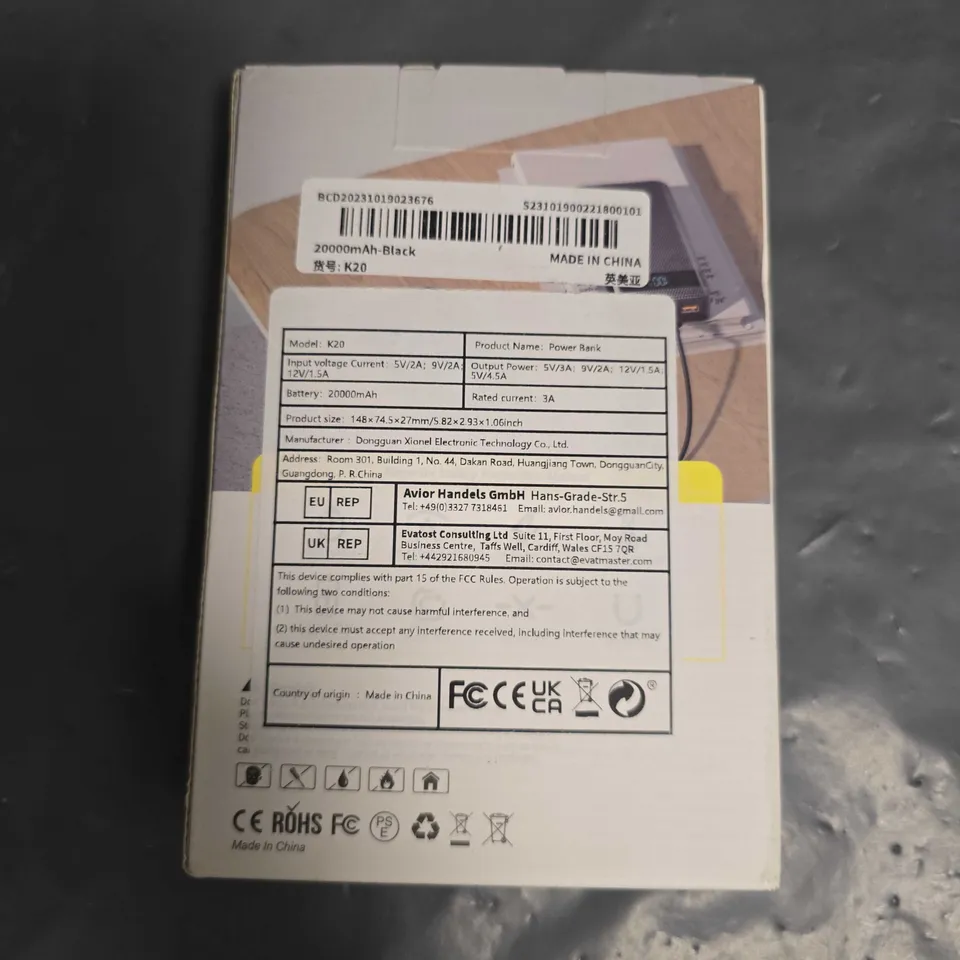 BCD20231019023676
S23101900221800101
20000mAh-Black
MADE IN CHINA
货号: K20
英美亚
Model: K20
Product Name: Power Bank
Input voltage Current: 5V/2A; 9V/2A;
12V/1.5A
Output Power: 5V/3A; 9V/2A; 12V/1.5A;
5V/4.5A
Battery: 20000mAh
Rated current: 3A
Product size: 148×74.5×27mm/5.82×2.93×1.06inch
Manufacturer : Dongguan Xionel Electronic Technology Co., Ltd.
Address: Room 301, Building 1, No. 44, Dakan Road, Huangjiang Town, DongguanCity,
Guangdong, P. R.China
EU REP
Avior Handels GmbH Hans-Grade-Str.5
Tel: +49(0)3327 7318461 Email: avior.handels@gmail.com
UK REP
Evatost Consulting Ltd Suite 11, First Floor, Moy Road
Business Centre, Taffs Well, Cardiff, Wales CF15 7QR
Tel: +442921680945 Email: contact@evatmaster.com
This device complies with part 15 of the FCC Rules. Operation is subject to the
following two conditions:
(1) This device may not cause harmful interference, and
(2) this device must accept any interference received, including interference that may
cause undesired operation
Country of origin : Made in China
FC CE UK
CA
CE ROHS FC PS
E
Made In China